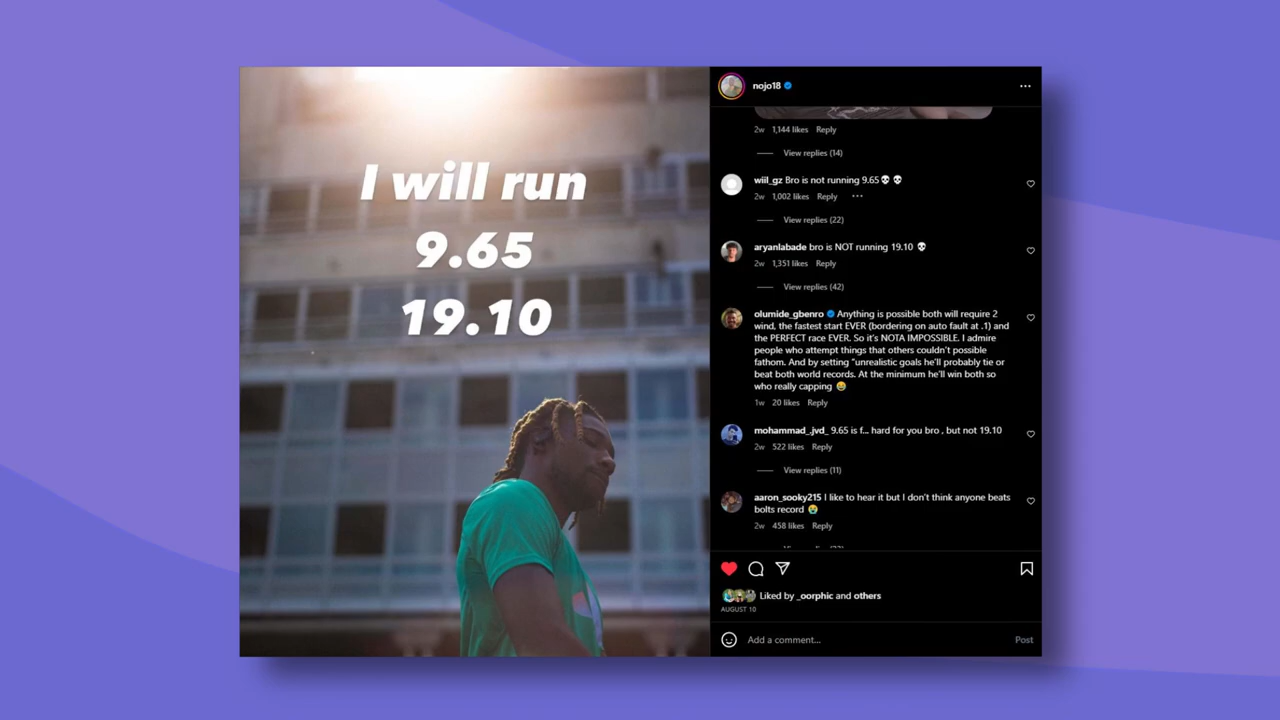 I will run
9.65
19.10
nojo18
2w 1,144 likes Reply
View replies (14)
wiil_gz Bro is not running 9.65💀💀
2w 1,002 likes Reply
View replies (22)
aryanlabade bro is NOT running 19.10 💀
2w 1,351 likes Reply
View replies (42)
olumide_gbenro Anything is possible both will require 2
wind, the fastest start EVER (bordering on auto fault at .1) and
the PERFECT race EVER. So it's NOTA IMPOSSIBLE. I admire
people who attempt things that others couldn't possible
fathom. And by setting "unrealistic goals he'll probably tie or
beat both world records. At the minimum he'll win both so
who really capping 😄
1w 20 likes Reply
mohammad_.jvd_ 9.65 is f... hard for you bro , but not 19.10
2w 522 likes Reply
View replies (11)
aaron_sooky215 I like to hear it but I don't think anyone beats
bolts record 😭
2w 458 likes Reply
Liked by _oorphic and others
AUGUST 10
Add a comment...
Post